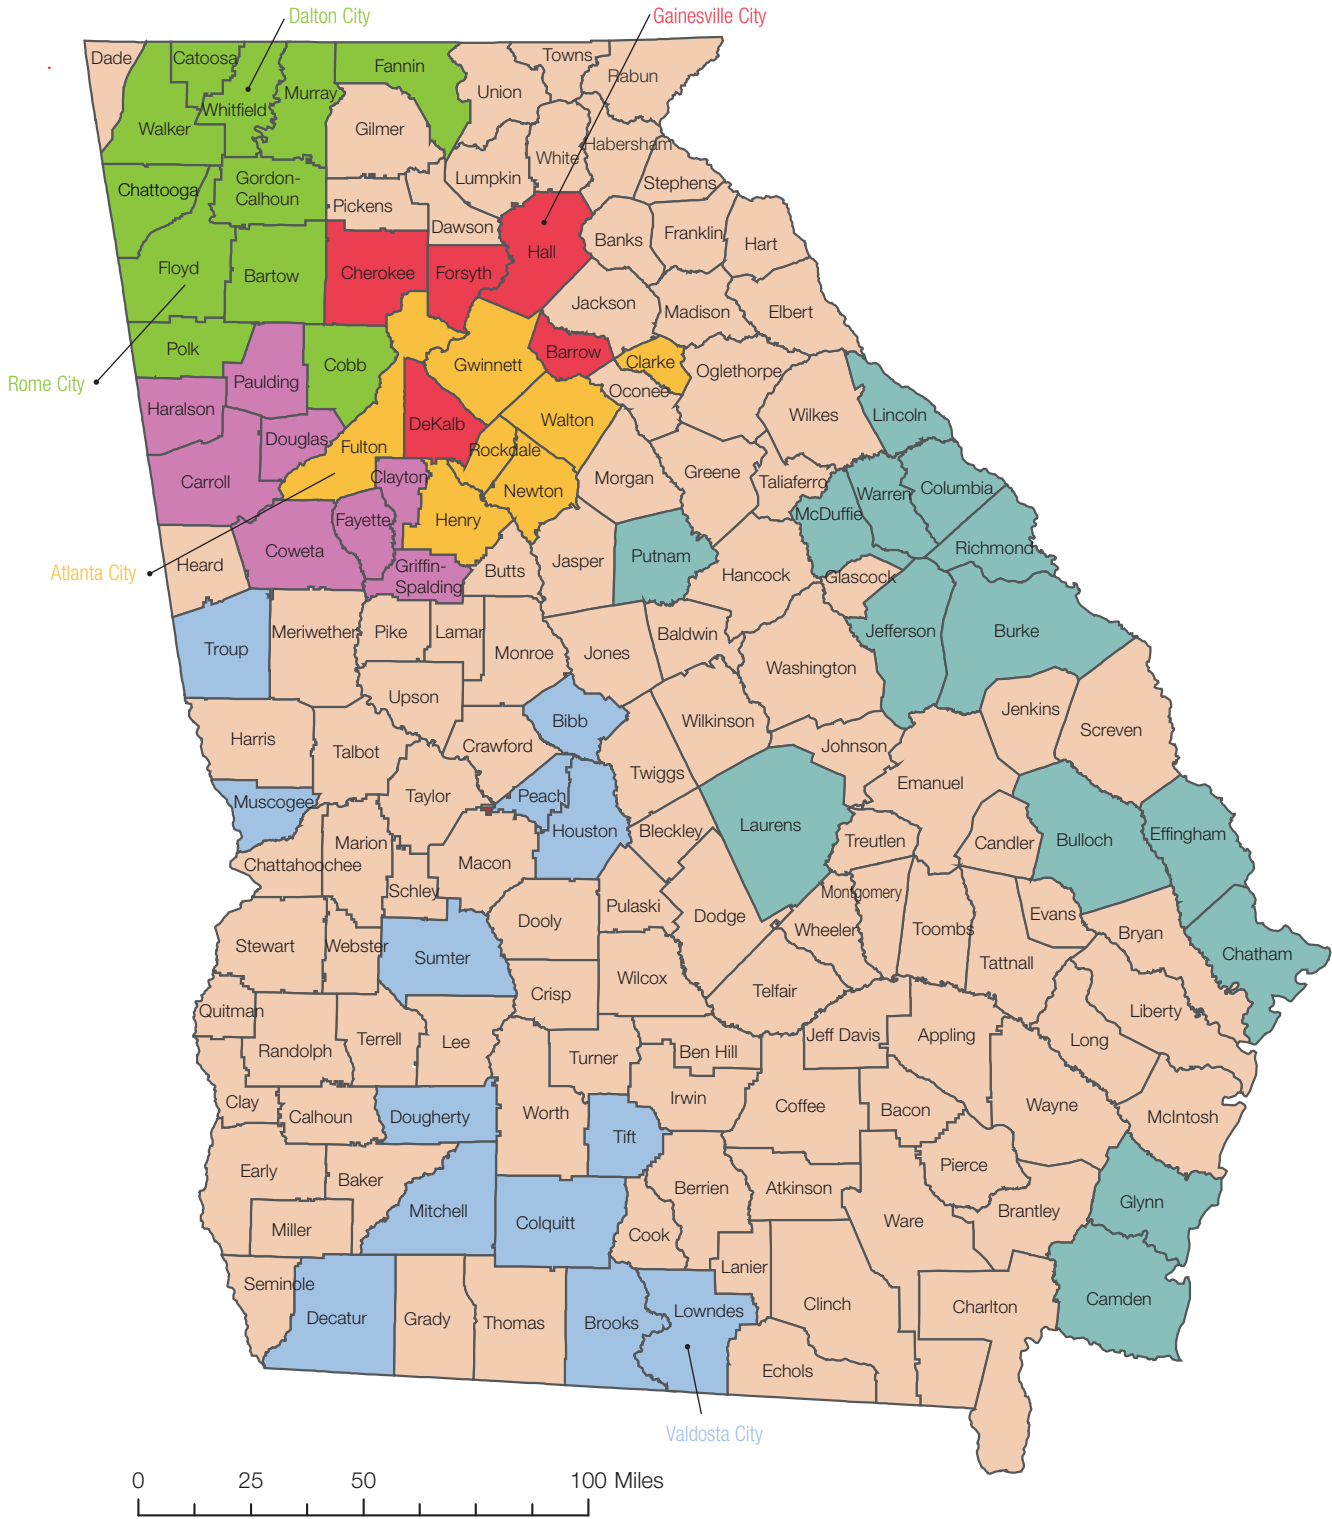 Dalton City
Gainesville City
Dade
Catoosa
Fannin
Towns
Rabun
Union
Murray
Whitfield
Walker
Gilmer
White
Habersham
Lumpkin
Stephens
Chattooga
Gordon-
Calhoun
Pickens
Dawson
Hall
Banks
Franklin
Hart
Floyd
Bartow
Cherokee
Forsyth
Jackson
Madison
Elbert
Polk
Cobb
Gwinnett
Barrow
Clarke
Oglethorpe
Rome City
Paulding
Oconee
Haralson
DeKalb
Walton
Wilkes
Lincoln
Douglas
Fulton
Rockdale
Carroll
Clayton
Newton
Morgan
Greene
Taliaferro
Warren
Columbia
McDuffie
Fayette
Henry
Coweta
Richmond
Atlanta City
Heard
Griffin-
Spalding
Butts
Jasper
Putnam
Hancock
Glascock
Troup
Meriwether
Pike
Lamar
Monroe
Jones
Baldwin
Washington
Jefferson
Burke
Upson
Bibb
Wilkinson
Jenkins
Screven
Harris
Talbot
Crawford
Twiggs
Johnson
Emanuel
Muscogee
Taylor
Peach
Houston
Bleckley
Laurens
Treutlen
Candler
Bulloch
Effingham
Marion
Chattahoochee
Macon
Schley
Montgomery
Stewart
Webster
Sumter
Dooly
Pulaski
Dodge
Wheeler
Toombs
Evans
Tattnall
Bryan
Chatham
Quitman
Crisp
Wilcox
Telfair
Liberty
Randolph
Terrell
Lee
Turner
Ben Hill
Jeff Davis
Appling
Long
Clay
Calhoun
Dougherty
Worth
Irwin
Coffee
Bacon
Wayne
McIntosh
Tift
Early
Baker
Berrien
Atkinson
Pierce
Miller
Mitchell
Colquitt
Cook
Ware
Brantley
Glynn
Seminole
Lanier
Decatur
Grady
Thomas
Brooks
Lowndes
Clinch
Charlton
Camden
Echols
Valdosta City
0 25 50 100 Miles